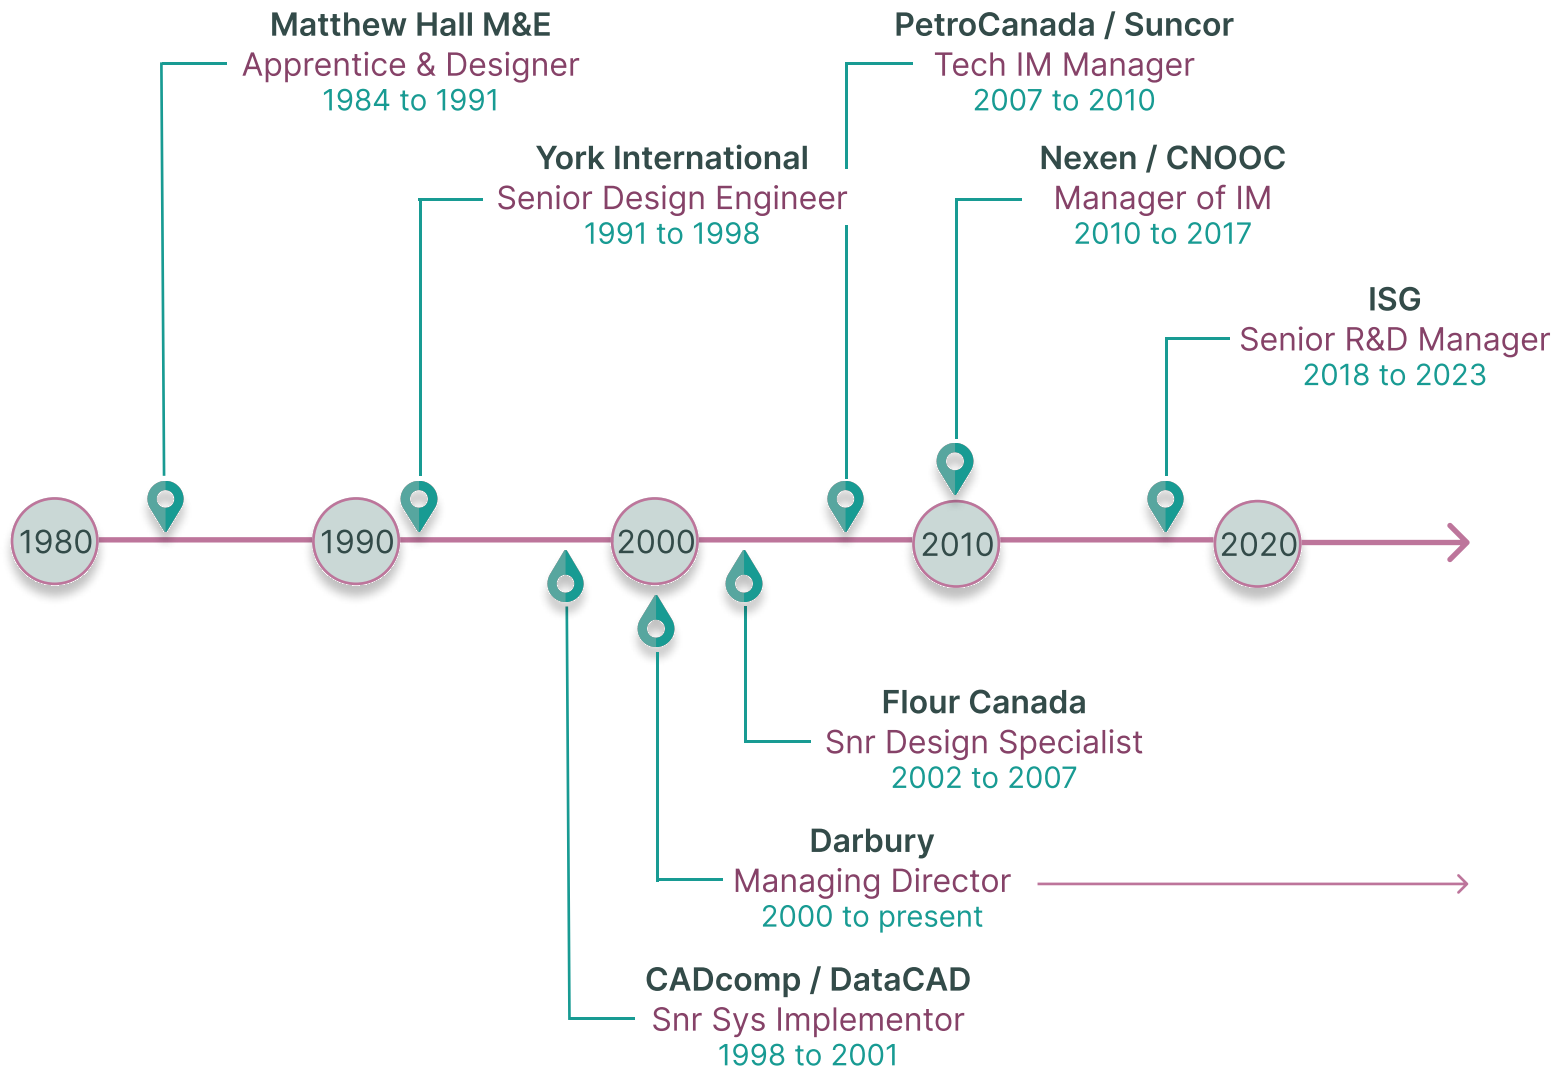 Matthew Hall M&E
Apprentice & Designer
1984 to 1991
PetroCanada / Suncor
Tech IM Manager
2007 to 2010
York International
Senior Design Engineer
1991 to 1998
Nexen / CNOOC
Manager of IM
2010 to 2017
ISG
Senior R&D Manager
2018 to 2023
1980
1990
2000
2010
2020
Flour Canada
Snr Design Specialist
2002 to 2007
Darbury
Managing Director
2000 to present
CADcomp / DataCAD
Snr Sys Implementor
1998 to 2001